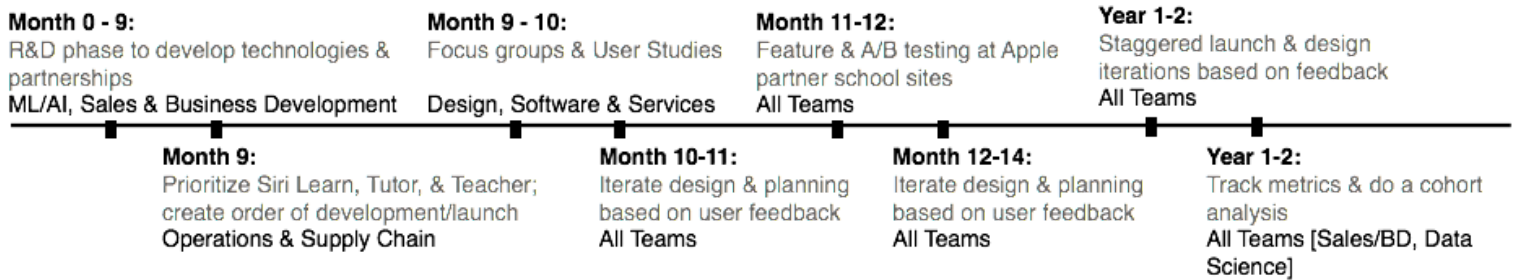 Month 0 - 9:
R&D phase to develop technologies &
partnerships
ML/AI, Sales & Business Development
Month 9:
Prioritize Siri Learn, Tutor, & Teacher;
create order of development/launch
Operations & Supply Chain
Month 9 - 10:
Focus groups & User Studies
Design, Software & Services
Month 10-11:
Iterate design & planning
based on user feedback
All Teams
Month 11-12:
Feature & A/B testing at Apple
partner school sites
All Teams
Month 12-14:
Iterate design & planning
based on user feedback
All Teams
Year 1-2:
Staggered launch & design
iterations based on feedback
All Teams
Year 1-2:
Track metrics & do a cohort
analysis
All Teams [Sales/BD, Data
Science]